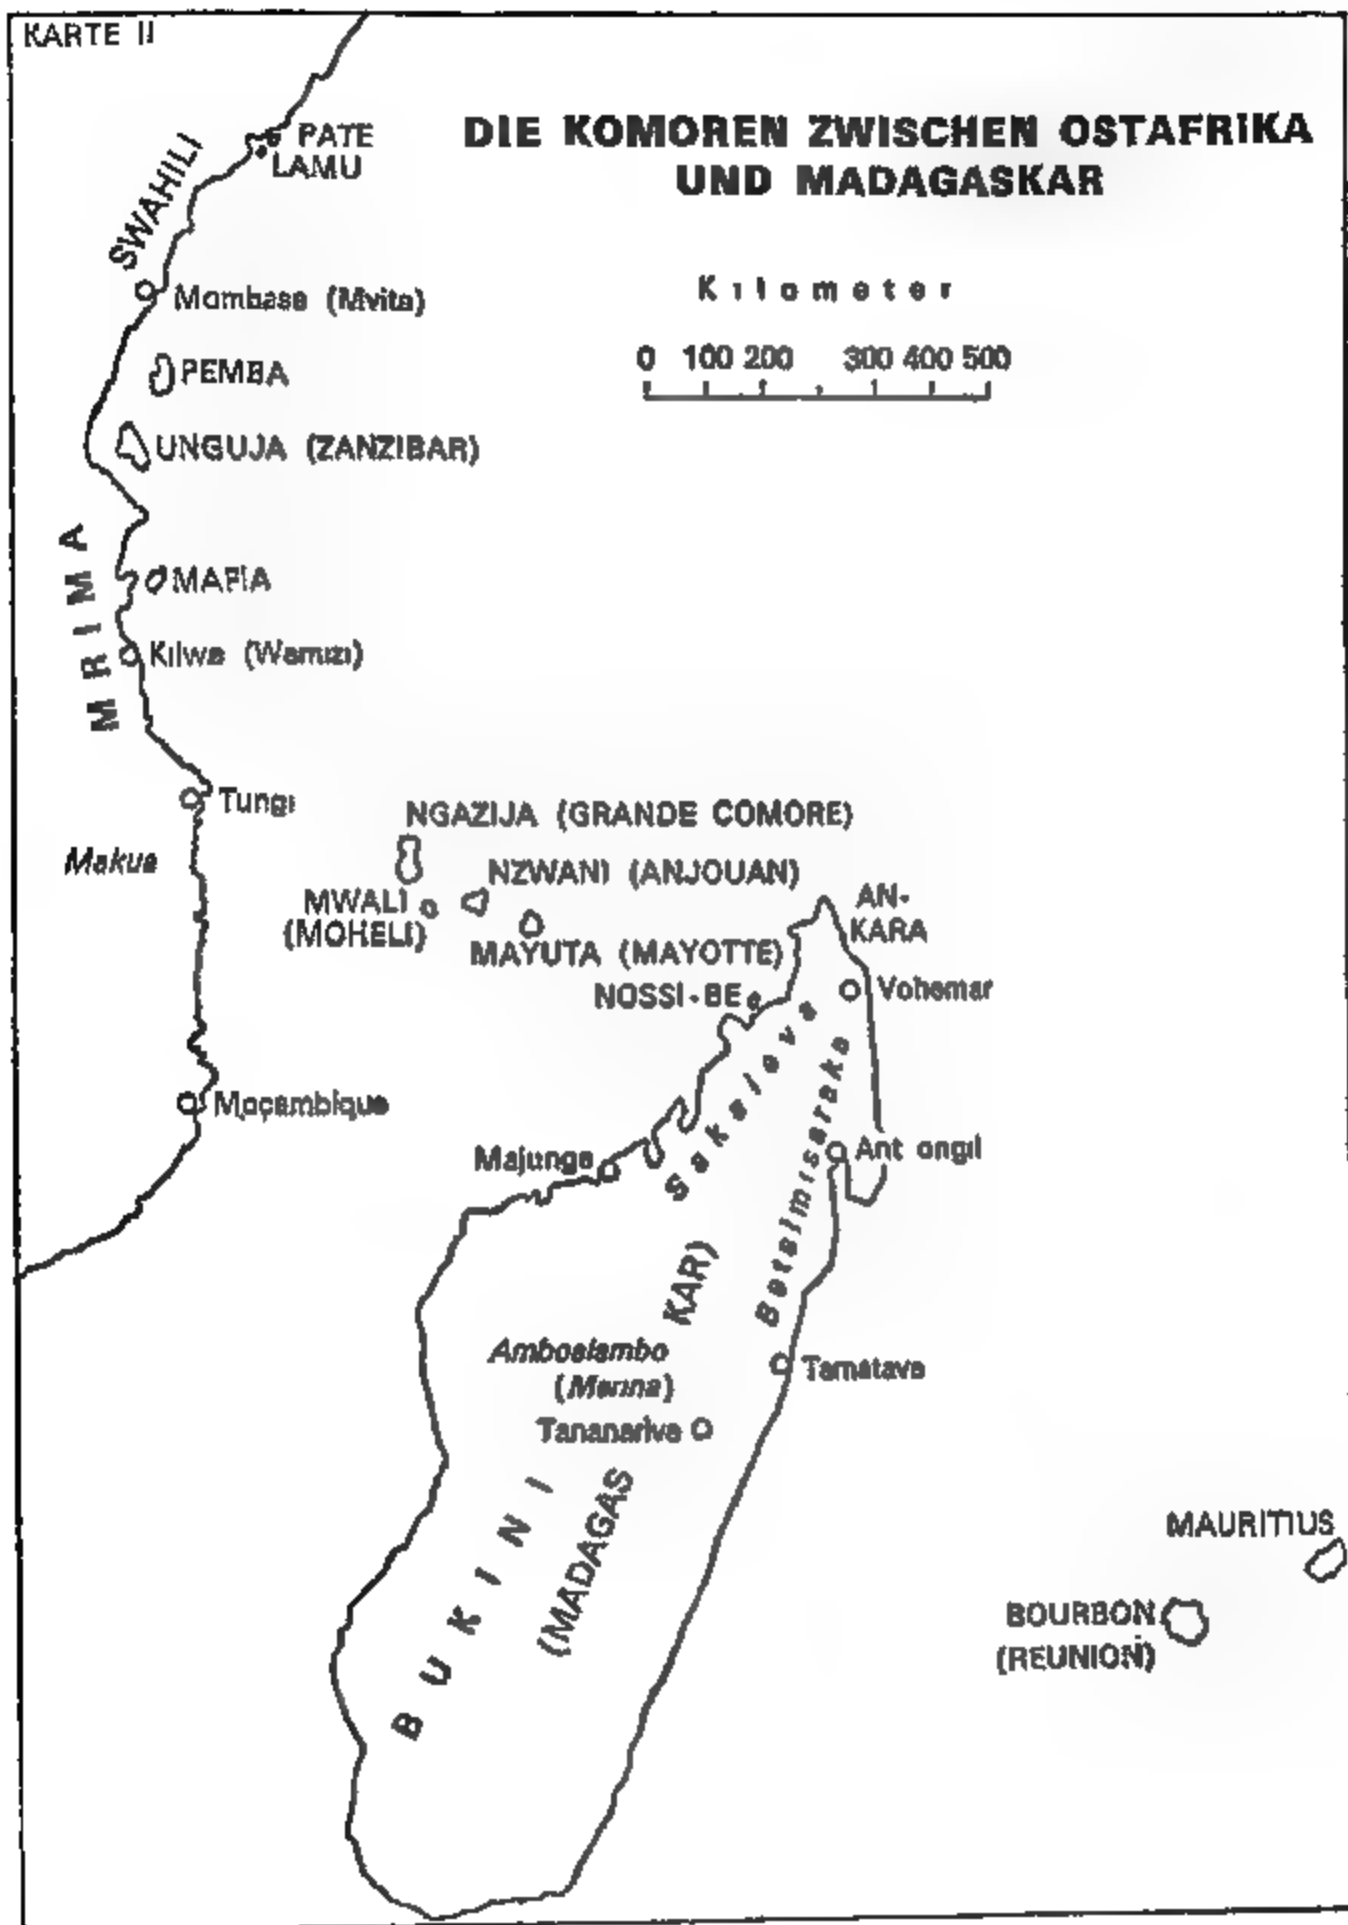 KARTE II
DIE KOMOREN ZWISCHEN OSTAFRIKA
UND MADAGASKAR
Kilometer
0 100 200 300 400 500
PATE
LAMU
SWAHILI
Mombasa (Mvita)
PEMBA
UNGUJA (ZANZIBAR)
MRIMA
MAFIA
Kilwa (Wamizi)
Tungi
Makua
NGAZIJA (GRANDE COMORE)
NZWANI (ANJOUAN)
MWALI
(MOHELI)
MAYUTA (MAYOTTE)
AN-
KARA
NOSSI-BE
Vohemar
Sakalava
Betsimisaraka
Moçambique
Majunga
Ant ongil
Amboalambo
(Merina)
Tananarive
Tamatave
BUKINI
(MADAGAS
KAR)
MAURITIUS
BOURBON
(REUNION)